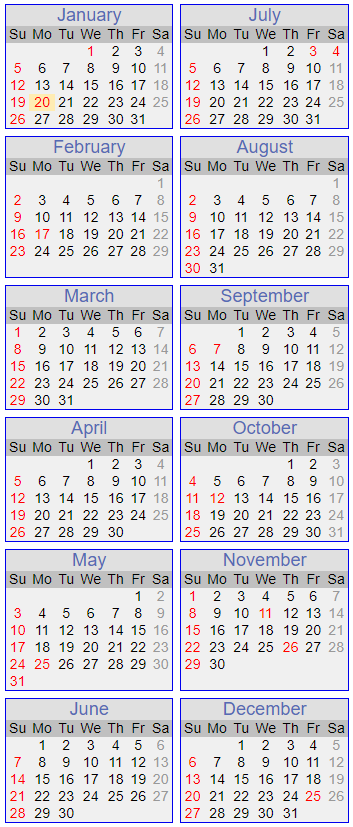 January
Su Mo Tu We Th Fr Sa
1 2 3 4
5 6 7 8 9 10 11
12 13 14 15 16 17 18
19 20 21 22 23 24 25
26 27 28 29 30 31
February
Su Mo Tu We Th Fr Sa
1
2 3 4 5 6 7 8
9 10 11 12 13 14 15
16 17 18 19 20 21 22
23 24 25 26 27 28 29
March
Su Mo Tu We Th Fr Sa
1 2 3 4 5 6 7
8 9 10 11 12 13 14
15 16 17 18 19 20 21
22 23 24 25 26 27 28
29 30 31
April
Su Mo Tu We Th Fr Sa
1 2 3 4
5 6 7 8 9 10 11
12 13 14 15 16 17 18
19 20 21 22 23 24 25
26 27 28 29 30
May
Su Mo Tu We Th Fr Sa
1 2
3 4 5 6 7 8 9
10 11 12 13 14 15 16
17 18 19 20 21 22 23
24 25 26 27 28 29 30
31
June
Su Mo Tu We Th Fr Sa
1 2 3 4 5 6
7 8 9 10 11 12 13
14 15 16 17 18 19 20
21 22 23 24 25 26 27
28 29 30
July
Su Mo Tu We Th Fr Sa
1 2 3 4
5 6 7 8 9 10 11
12 13 14 15 16 17 18
19 20 21 22 23 24 25
26 27 28 29 30 31
August
Su Mo Tu We Th Fr Sa
1
2 3 4 5 6 7 8
9 10 11 12 13 14 15
16 17 18 19 20 21 22
23 24 25 26 27 28 29
30 31
September
Su Mo Tu We Th Fr Sa
1 2 3 4 5
6 7 8 9 10 11 12
13 14 15 16 17 18 19
20 21 22 23 24 25 26
27 28 29 30
October
Su Mo Tu We Th Fr Sa
1 2 3
4 5 6 7 8 9 10
11 12 13 14 15 16 17
18 19 20 21 22 23 24
25 26 27 28 29 30 31
November
Su Mo Tu We Th Fr Sa
1 2 3 4 5 6 7
8 9 10 11 12 13 14
15 16 17 18 19 20 21
22 23 24 25 26 27 28
29 30
December
Su Mo Tu We Th Fr Sa
1 2 3 4 5
6 7 8 9 10 11 12
13 14 15 16 17 18 19
20 21 22 23 24 25 26
27 28 29 30 31